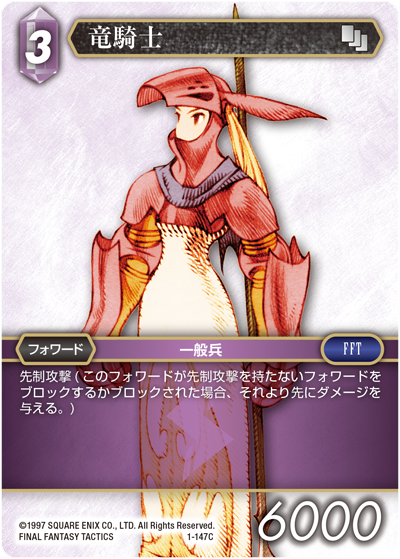 3
竜騎士
フォワード
一般兵
FFT
先制攻撃 ( このフォワードが先制攻撃を持たないフォワードを
ブロックするかブロックされた場合、それより先にダメージを
与える。)
©1997 SQUARE ENIX CO., LTD. All Rights Reserved.
FINAL FANTASY TACTICS
1-147C
6000